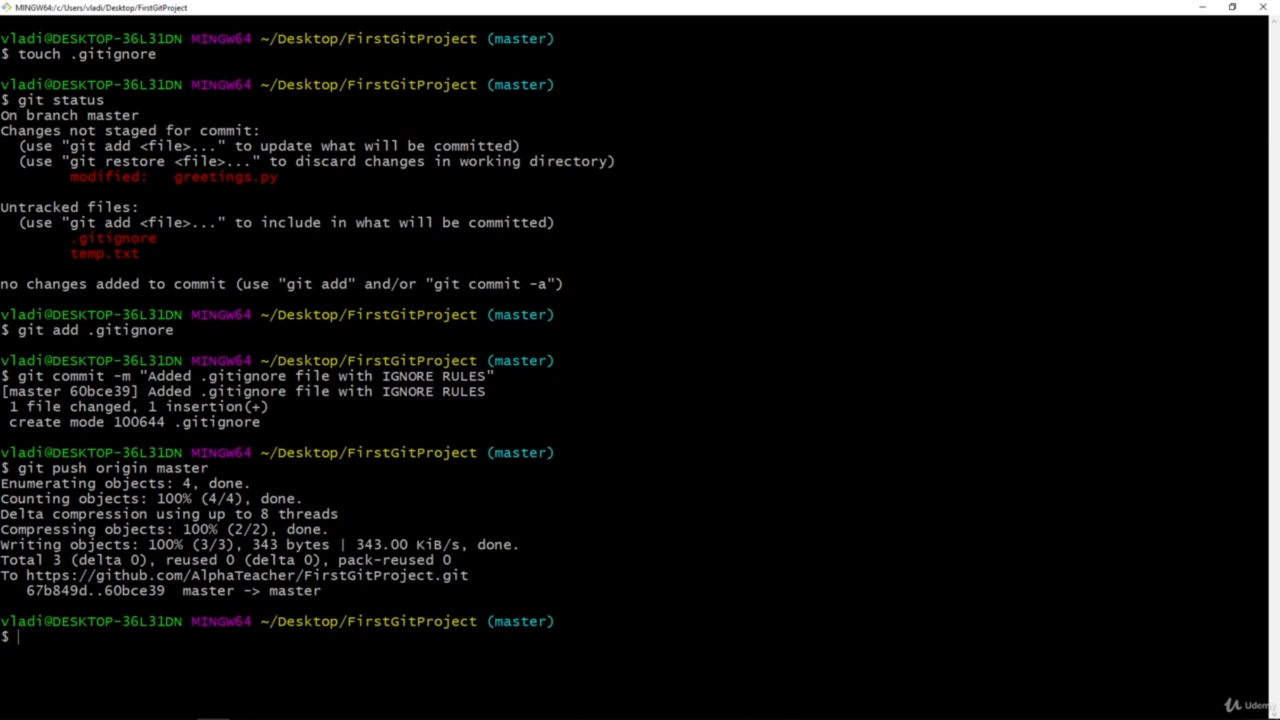 MINGW64:/c/Users/vladi/Desktop/FirstGitProject
vladi@DESKTOP-36L31DN MINGW64 ~/Desktop/FirstGitProject (master)
$ touch .gitignore
vladi@DESKTOP-36L31DN MINGW64 ~/Desktop/FirstGitProject (master)
$ git status
On branch master
Changes not staged for commit:
(use "git add <file>..." to update what will be committed)
(use "git restore <file>..." to discard changes in working directory)
modified: greetings.py
Untracked files:
(use "git add <file>..." to include in what will be committed)
.gitignore
temp.txt
no changes added to commit (use "git add" and/or "git commit -a")
vladi@DESKTOP-36L31DN MINGW64 ~/Desktop/FirstGitProject (master)
$ git add .gitignore
vladi@DESKTOP-36L31DN MINGW64 ~/Desktop/FirstGitProject (master)
$ git commit -m "Added .gitignore file with IGNORE RULES"
[master 60bce39] Added .gitignore file with IGNORE RULES
1 file changed, 1 insertion(+)
create mode 100644 .gitignore
vladi@DESKTOP-36L31DN MINGW64 ~/Desktop/FirstGitProject (master)
$ git push origin master
Enumerating objects: 4, done.
Counting objects: 100% (4/4), done.
Delta compression using up to 8 threads
Compressing objects: 100% (2/2), done.
Writing objects: 100% (3/3), 343 bytes | 343.00 KiB/s, done.
Total 3 (delta 0), reused 0 (delta 0), pack-reused 0
To https://github.com/AlphaTeacher/FirstGitProject.git
67b849d..60bce39 master -> master
vladi@DESKTOP-36L31DN MINGW64 ~/Desktop/FirstGitProject (master)
$
Udemy